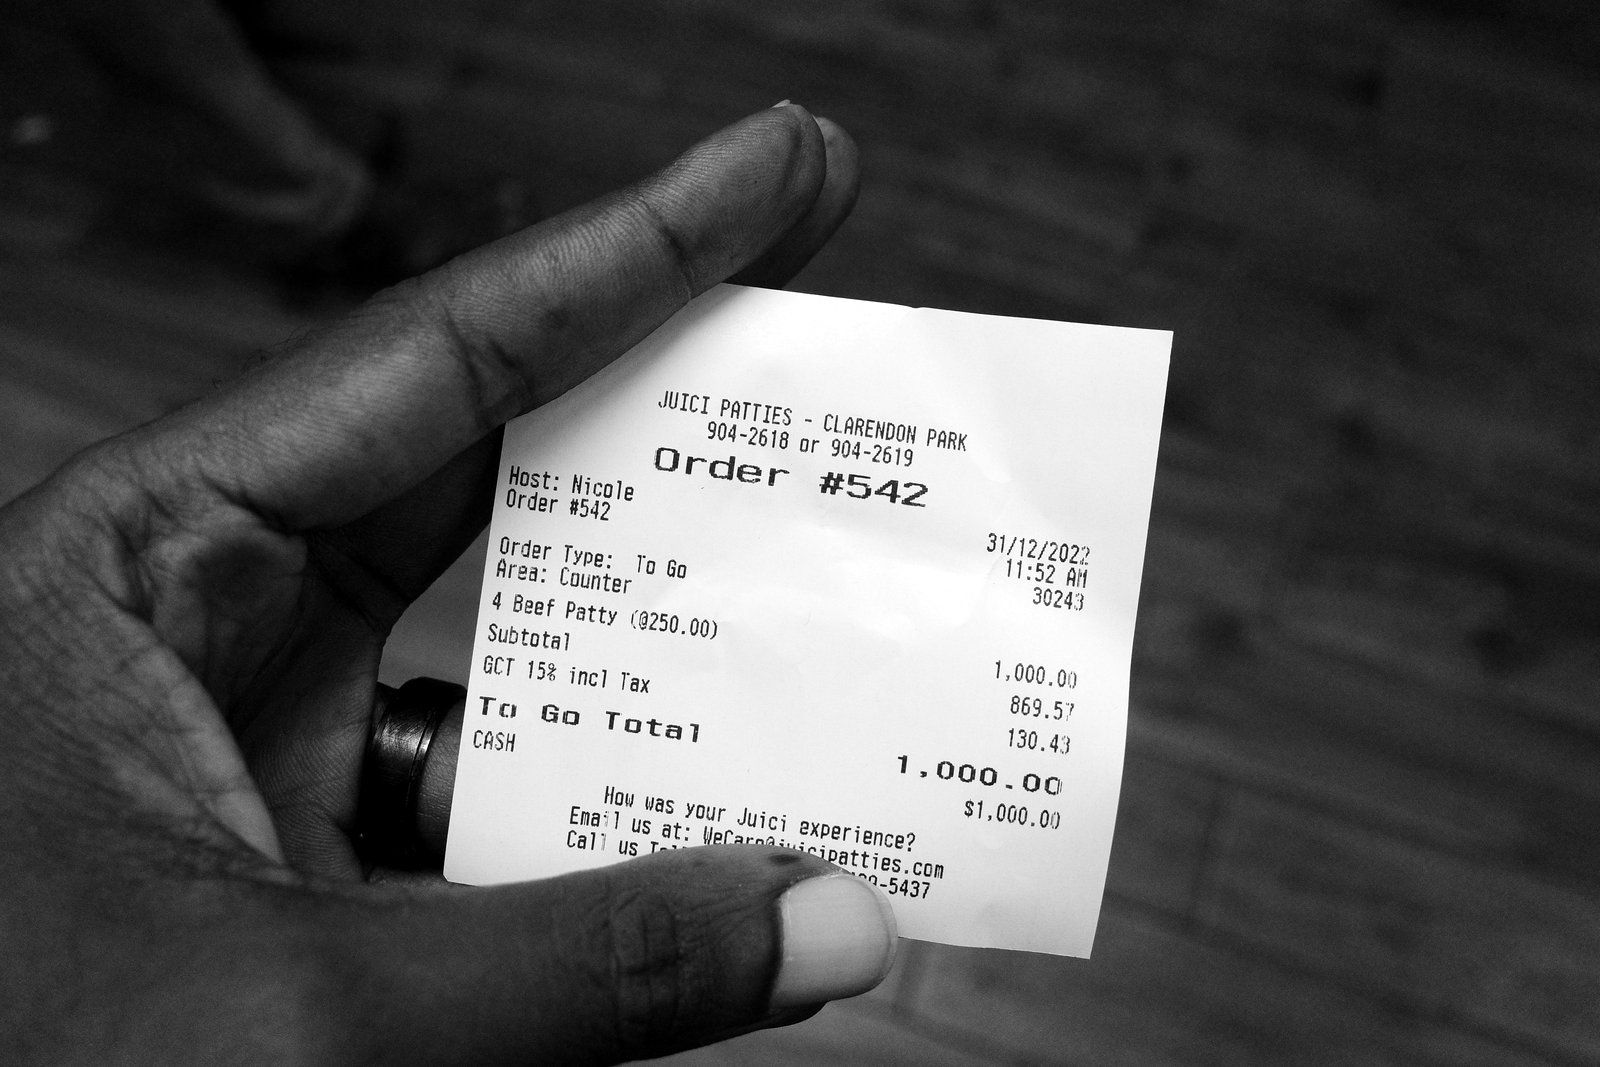 JUICI PATTIES - CLARENDON PARK
904-2618 or 904-2619
Order #542
Host: Nicole
Order #542
31/12/2022
11:52 AM
30243
Order Type: To Go
Area: Counter
4 Beef Patty (@250.00) 1,000.00
Subtotal 869.57
GCT 15% incl Tax 130.43
To Go Total 1,000.00
CASH $1,000.00
How was your Juici experience?
Email us at: WeCare@juicipatties.com
Call us